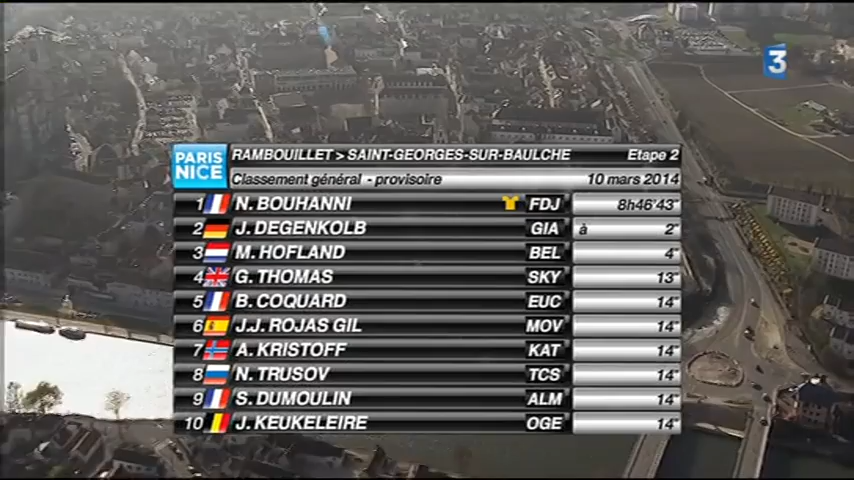 3
PARIS NICE
RAMBOUILLET > SAINT-GEORGES-SUR-BAULCHE Etape 2
Classement général - provisoire 10 mars 2014
1 N. BOUHANNI FDJ 8h46'43"
2 J. DEGENKOLB GIA à 2"
3 M. HOFLAND BEL 4"
4 G. THOMAS SKY 13"
5 B. COQUARD EUC 14"
6 J.J. ROJAS GIL MOV 14"
7 A. KRISTOFF KAT 14"
8 N. TRUSOV TCS 14"
9 S. DUMOULIN ALM 14"
10 J. KEUKELEIRE OGE 14"